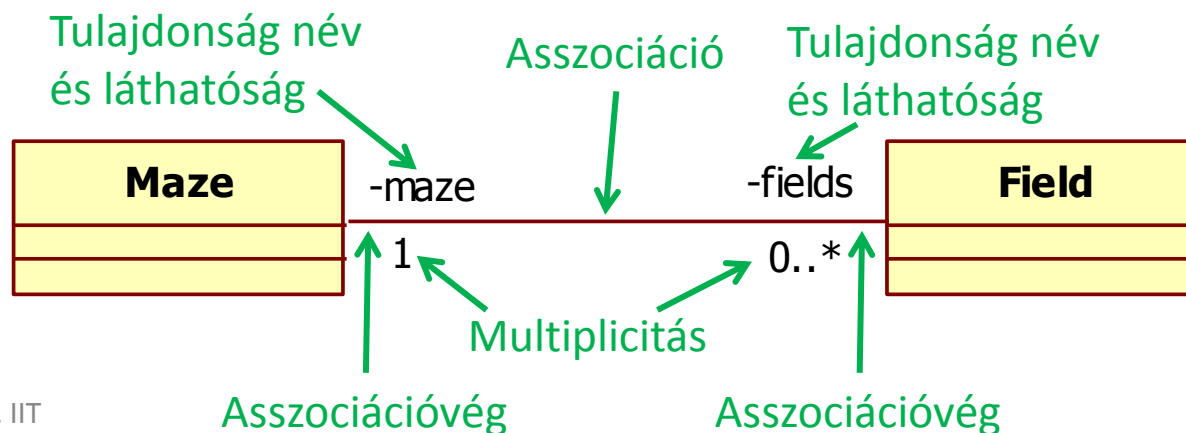 Tulajdonság név
és láthatóság
Asszociáció
Tulajdonság név
és láthatóság
Maze
-maze
-fields
Field
1
0..*
Multiplicitás
IIT
Asszociációvég
Asszociációvég